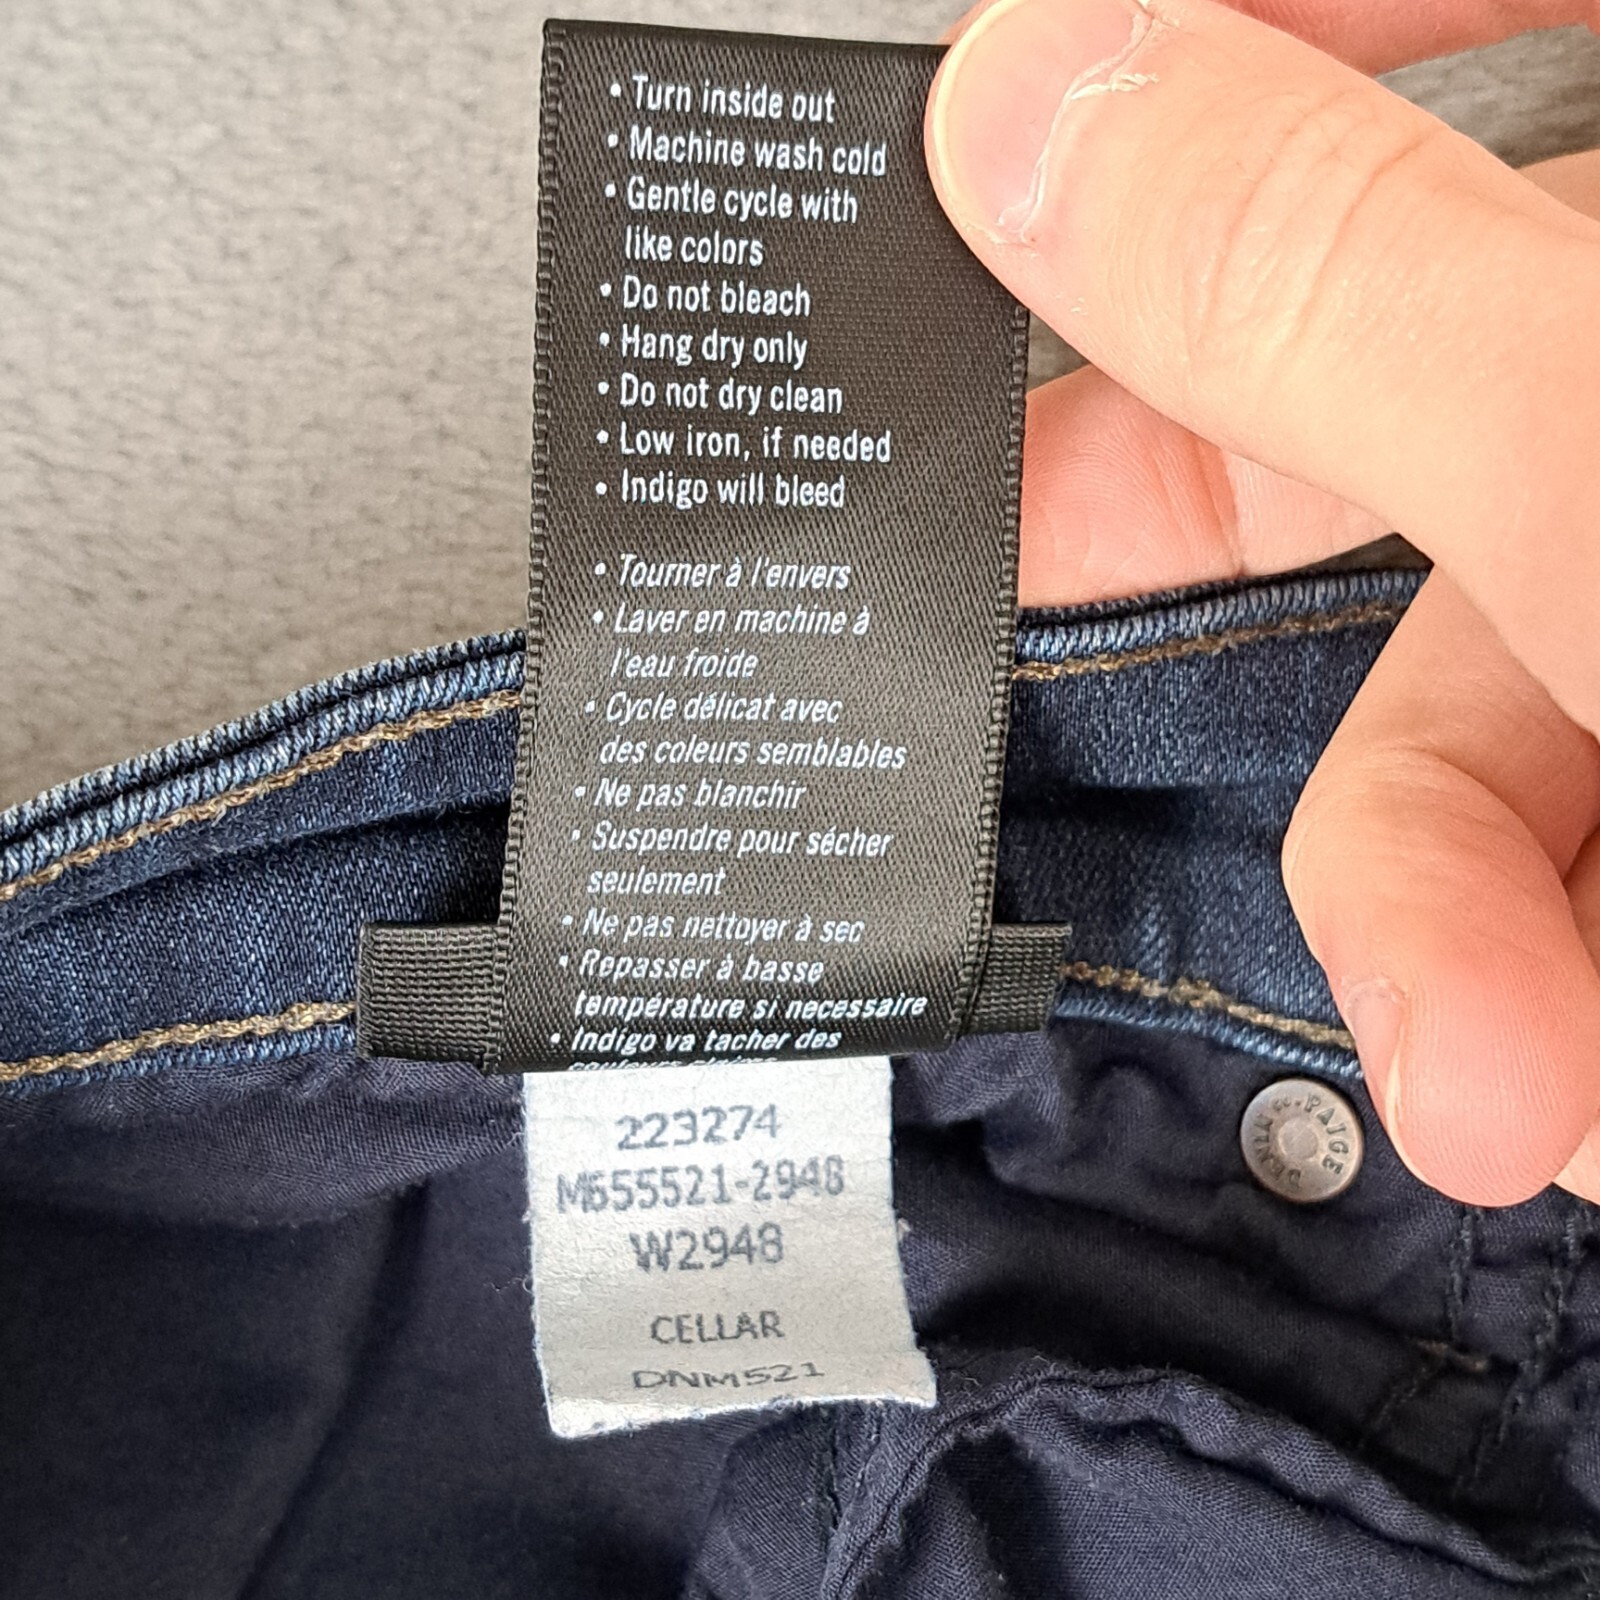 • Turn inside out
• Machine wash cold
• Gentle cycle with
like colors
• Do not bleach
• Hang dry only
• Do not dry clean
• Low iron, if needed
• Indigo will bleed
• Tourner à l'envers
• Laver en machine à
l'eau froide
• Cycle délicat avec
des coleurs semblables
• Ne pas blanchir
• Suspendre pour sécher
seulement
• Ne pas nettoyer à sec
• Repasser à basse
température si necessaire
• Indigo va tacher des
223274
M655521-2948
W2948
CELLAR
DNM521
PAIGE